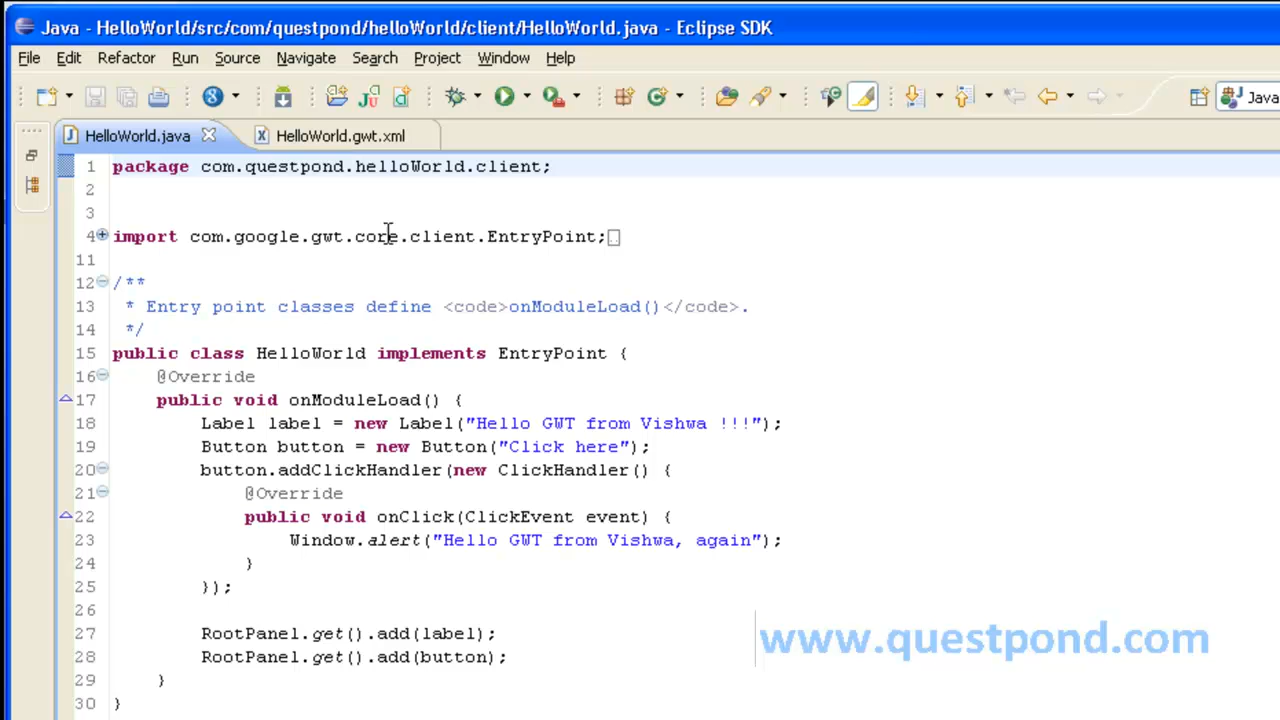 Java - HelloWorld/src/com/questpond/helloWorld/client/HelloWorld.java - Eclipse SDK
File Edit Refactor Run Source Navigate Search Project Window Help
Java
HelloWorld.java HelloWorld.gwt.xml
1 package com.questpond.helloWorld.client;
2
3
4 import com.google.gwt.core.client.EntryPoint;
11
12 /**
13 * Entry point classes define <code>onModuleLoad()</code>.
14 */
15 public class HelloWorld implements EntryPoint {
16 @Override
17 public void onModuleLoad() {
18 Label label = new Label("Hello GWT from Vishwa !!!");
19 Button button = new Button("Click here");
20 button.addClickHandler(new ClickHandler() {
21 @Override
22 public void onClick(ClickEvent event) {
23 Window.alert("Hello GWT from Vishwa, again");
24 }
25 });
26
27 RootPanel.get().add(label);
28 RootPanel.get().add(button);
29 }
30 }
www.questpond.com